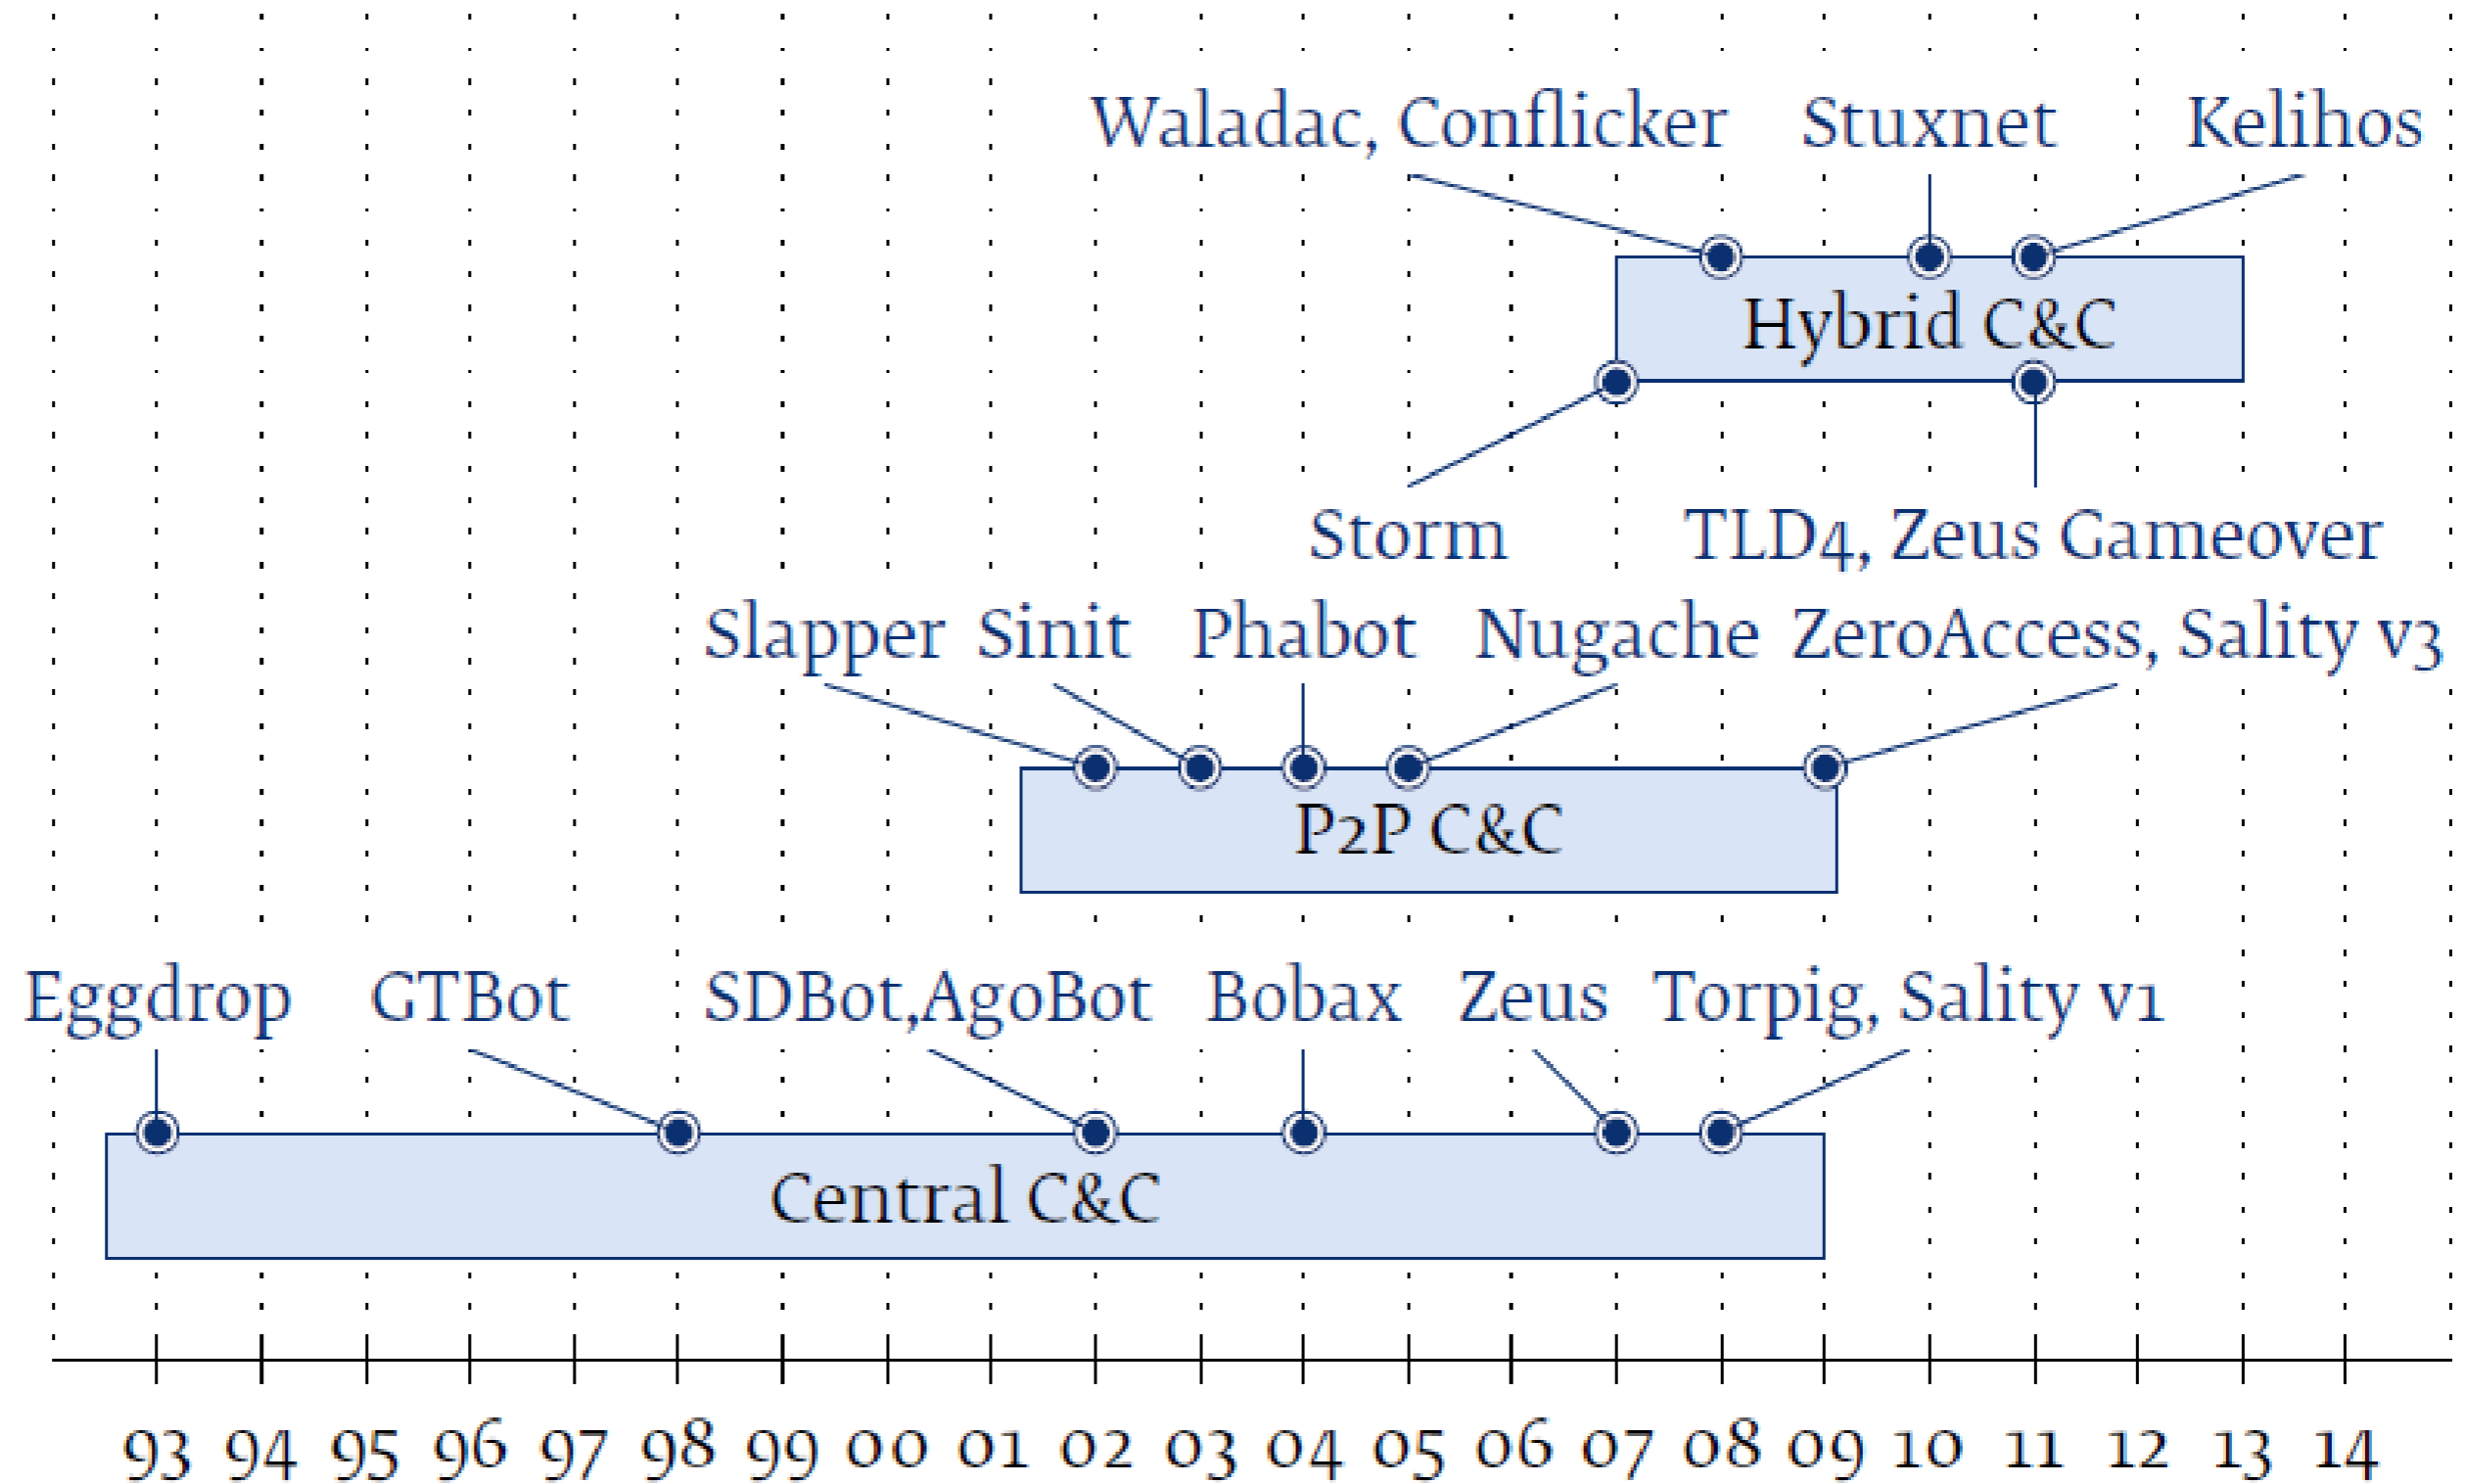 Waladac, Conflicker Stuxnet Kelihos
Hybrid C&C
Storm TLD4, Zeus Gameover
Slapper Sinit Phabot Nugache ZeroAccess, Sality v3
P2P C&C
Eggdrop GTBot SDBot,AgoBot Bobax Zeus Torpig, Sality v1
Central C&C
93 94 95 96 97 98 99 00 01 02 03 04 05 06 07 08 09 10 11 12 13 14